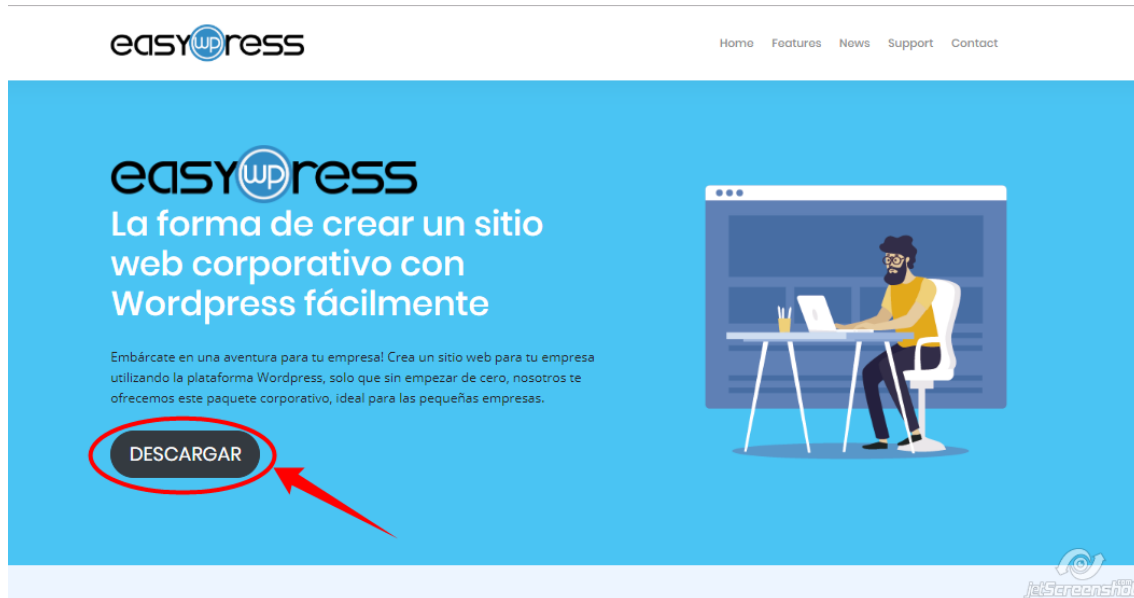 easywpress
Home Features News Support Contact
easywpress
La forma de crear un sitio
web corporativo con
Wordpress fácilmente
Embárcate en una aventura para tu empresa! Crea un sitio web para tu empresa
utilizando la plataforma Wordpress, solo que sin empezar de cero, nosotros te
ofrecemos este paquete corporativo, ideal para las pequeñas empresas.
DESCARGAR